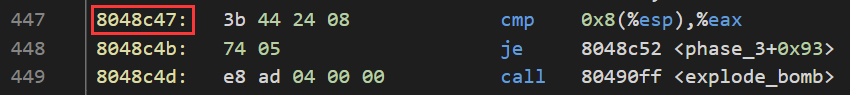 447 8048c47: 3b 44 24 08 cmp 0x8(%esp),%eax
448 8048c4b: 74 05 je 8048c52 <phase_3+0x93>
449 8048c4d: e8 ad 04 00 00 call 80490ff <explode_bomb>